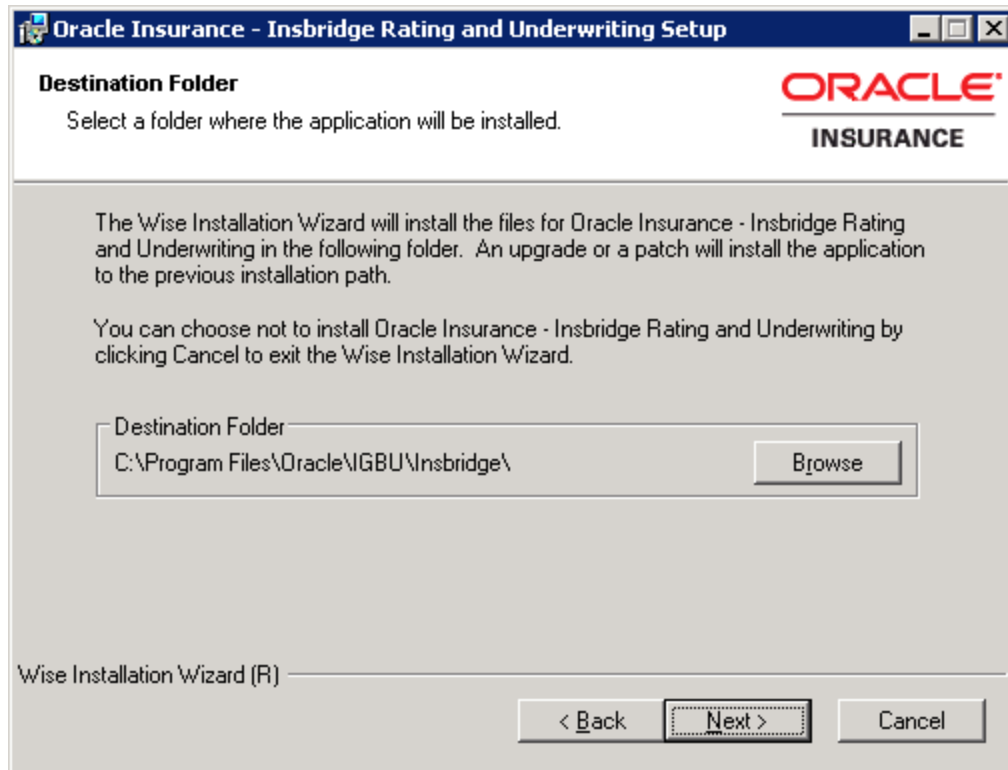 Oracle Insurance - Insbridge Rating and Underwriting Setup
Destination Folder
Select a folder where the application will be installed.
ORACLE
INSURANCE
The Wise Installation Wizard will install the files for Oracle Insurance - Insbridge Rating
and Underwriting in the following folder.  An upgrade or a patch will install the application
to the previous installation path.
You can choose not to install Oracle Insurance - Insbridge Rating and Underwriting by
clicking Cancel to exit the Wise Installation Wizard.
Destination Folder
C:\Program Files\Oracle\IGBU\Insbridge\
Browse
Wise Installation Wizard (R)
< Back
Next >
Cancel